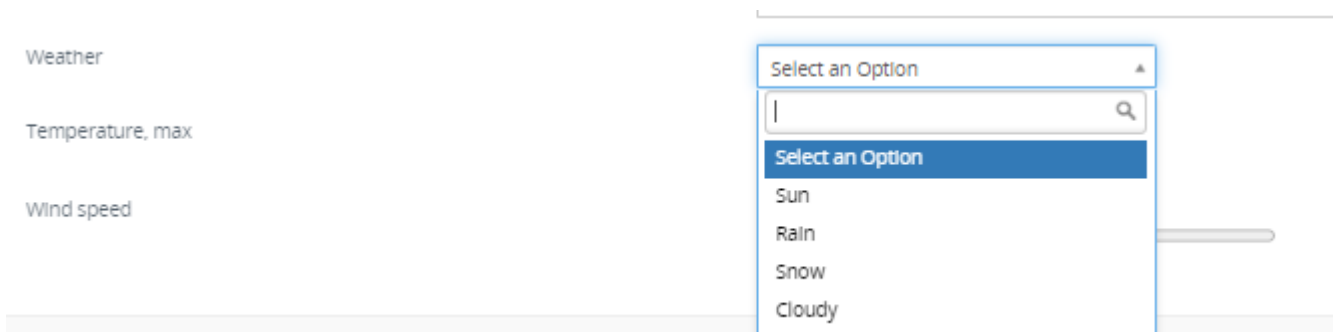 Weather
Select an Option
Temperature, max
Select an Option
Sun
Wind speed
Rain
Snow
Cloudy